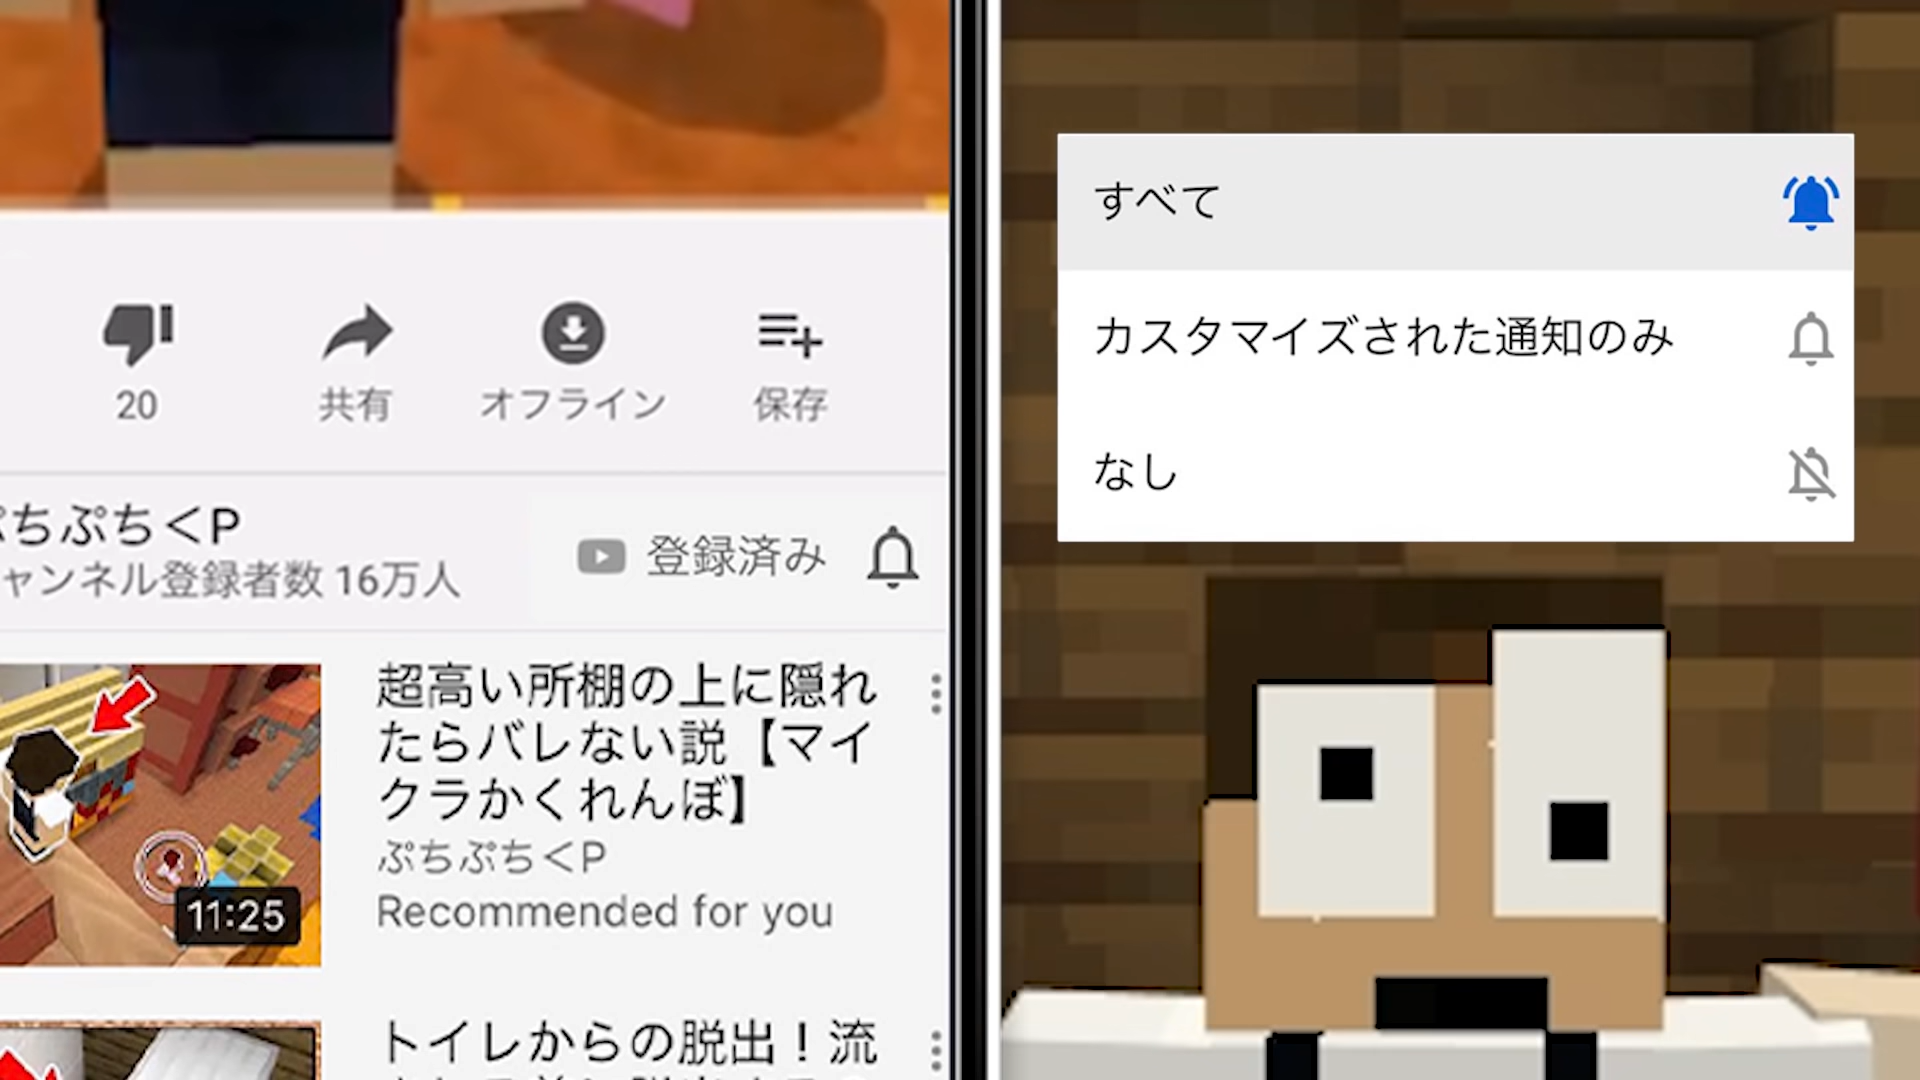 20
共有
オフライン
保存
ぷちぷち<P
チャンネル登録者数 16万人
登録済み
超高い所棚の上に隠れ
たらバレない説【マイ
クラかくれんぼ】
ぷちぷち<P
Recommended for you
11:25
トイレからの脱出！流
すべて
カスタマイズされた通知のみ
なし